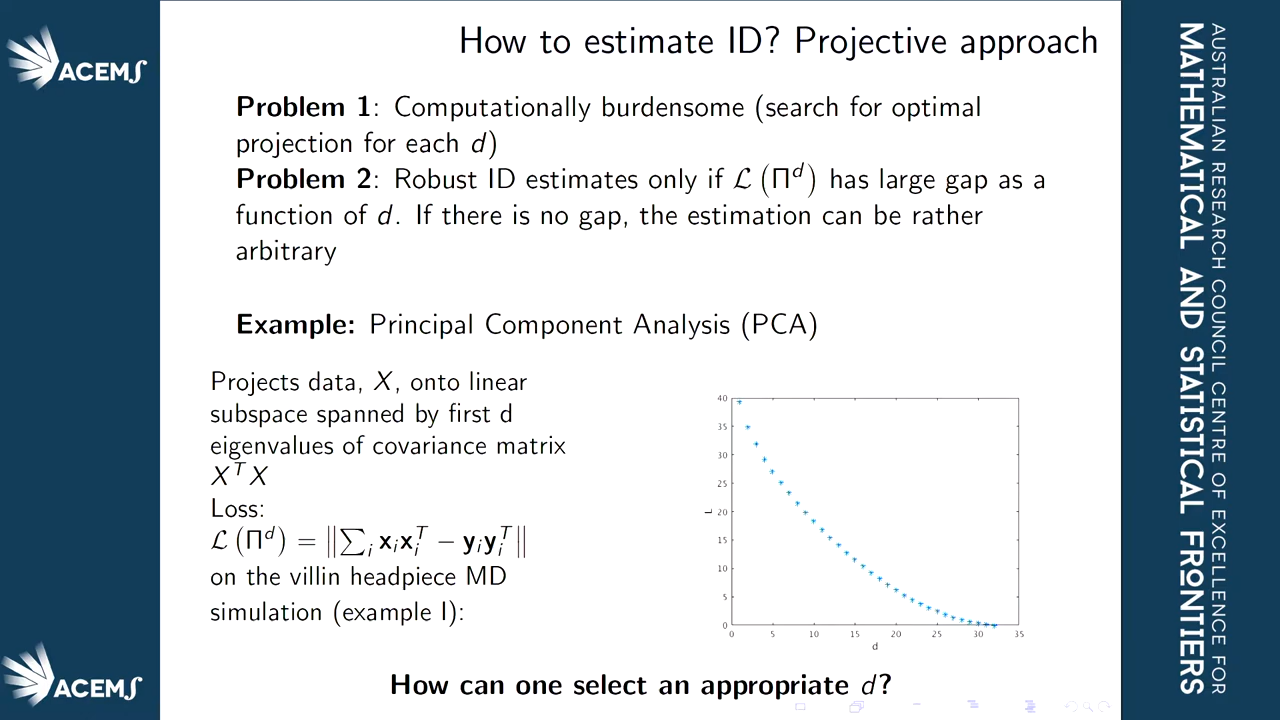 How to estimate ID? Projective approach
ACEMS
Problem 1: Computationally burdensome (search for optimal
projection for each d)
Problem 2: Robust ID estimates only if ℒ (Πᵈ) has large gap as a
function of d. If there is no gap, the estimation can be rather
arbitrary
Example: Principal Component Analysis (PCA)
Projects data, X, onto linear
subspace spanned by first d
eigenvalues of covariance matrix
XᵀX
Loss:
ℒ (Πᵈ) = ‖∑ᵢ xᵢxᵢᵀ − yᵢyᵢᵀ‖
on the villin headpiece MD
simulation (example I):
40
35
30
25
20
15
10
5
0
L
0 5 10 15 20 25 30 35
d
How can one select an appropriate d?
ACEMS
AUSTRALIAN RESEARCH COUNCIL CENTRE OF EXCELLENCE FOR
MATHEMATICAL AND STATISTICAL FRONTIERS